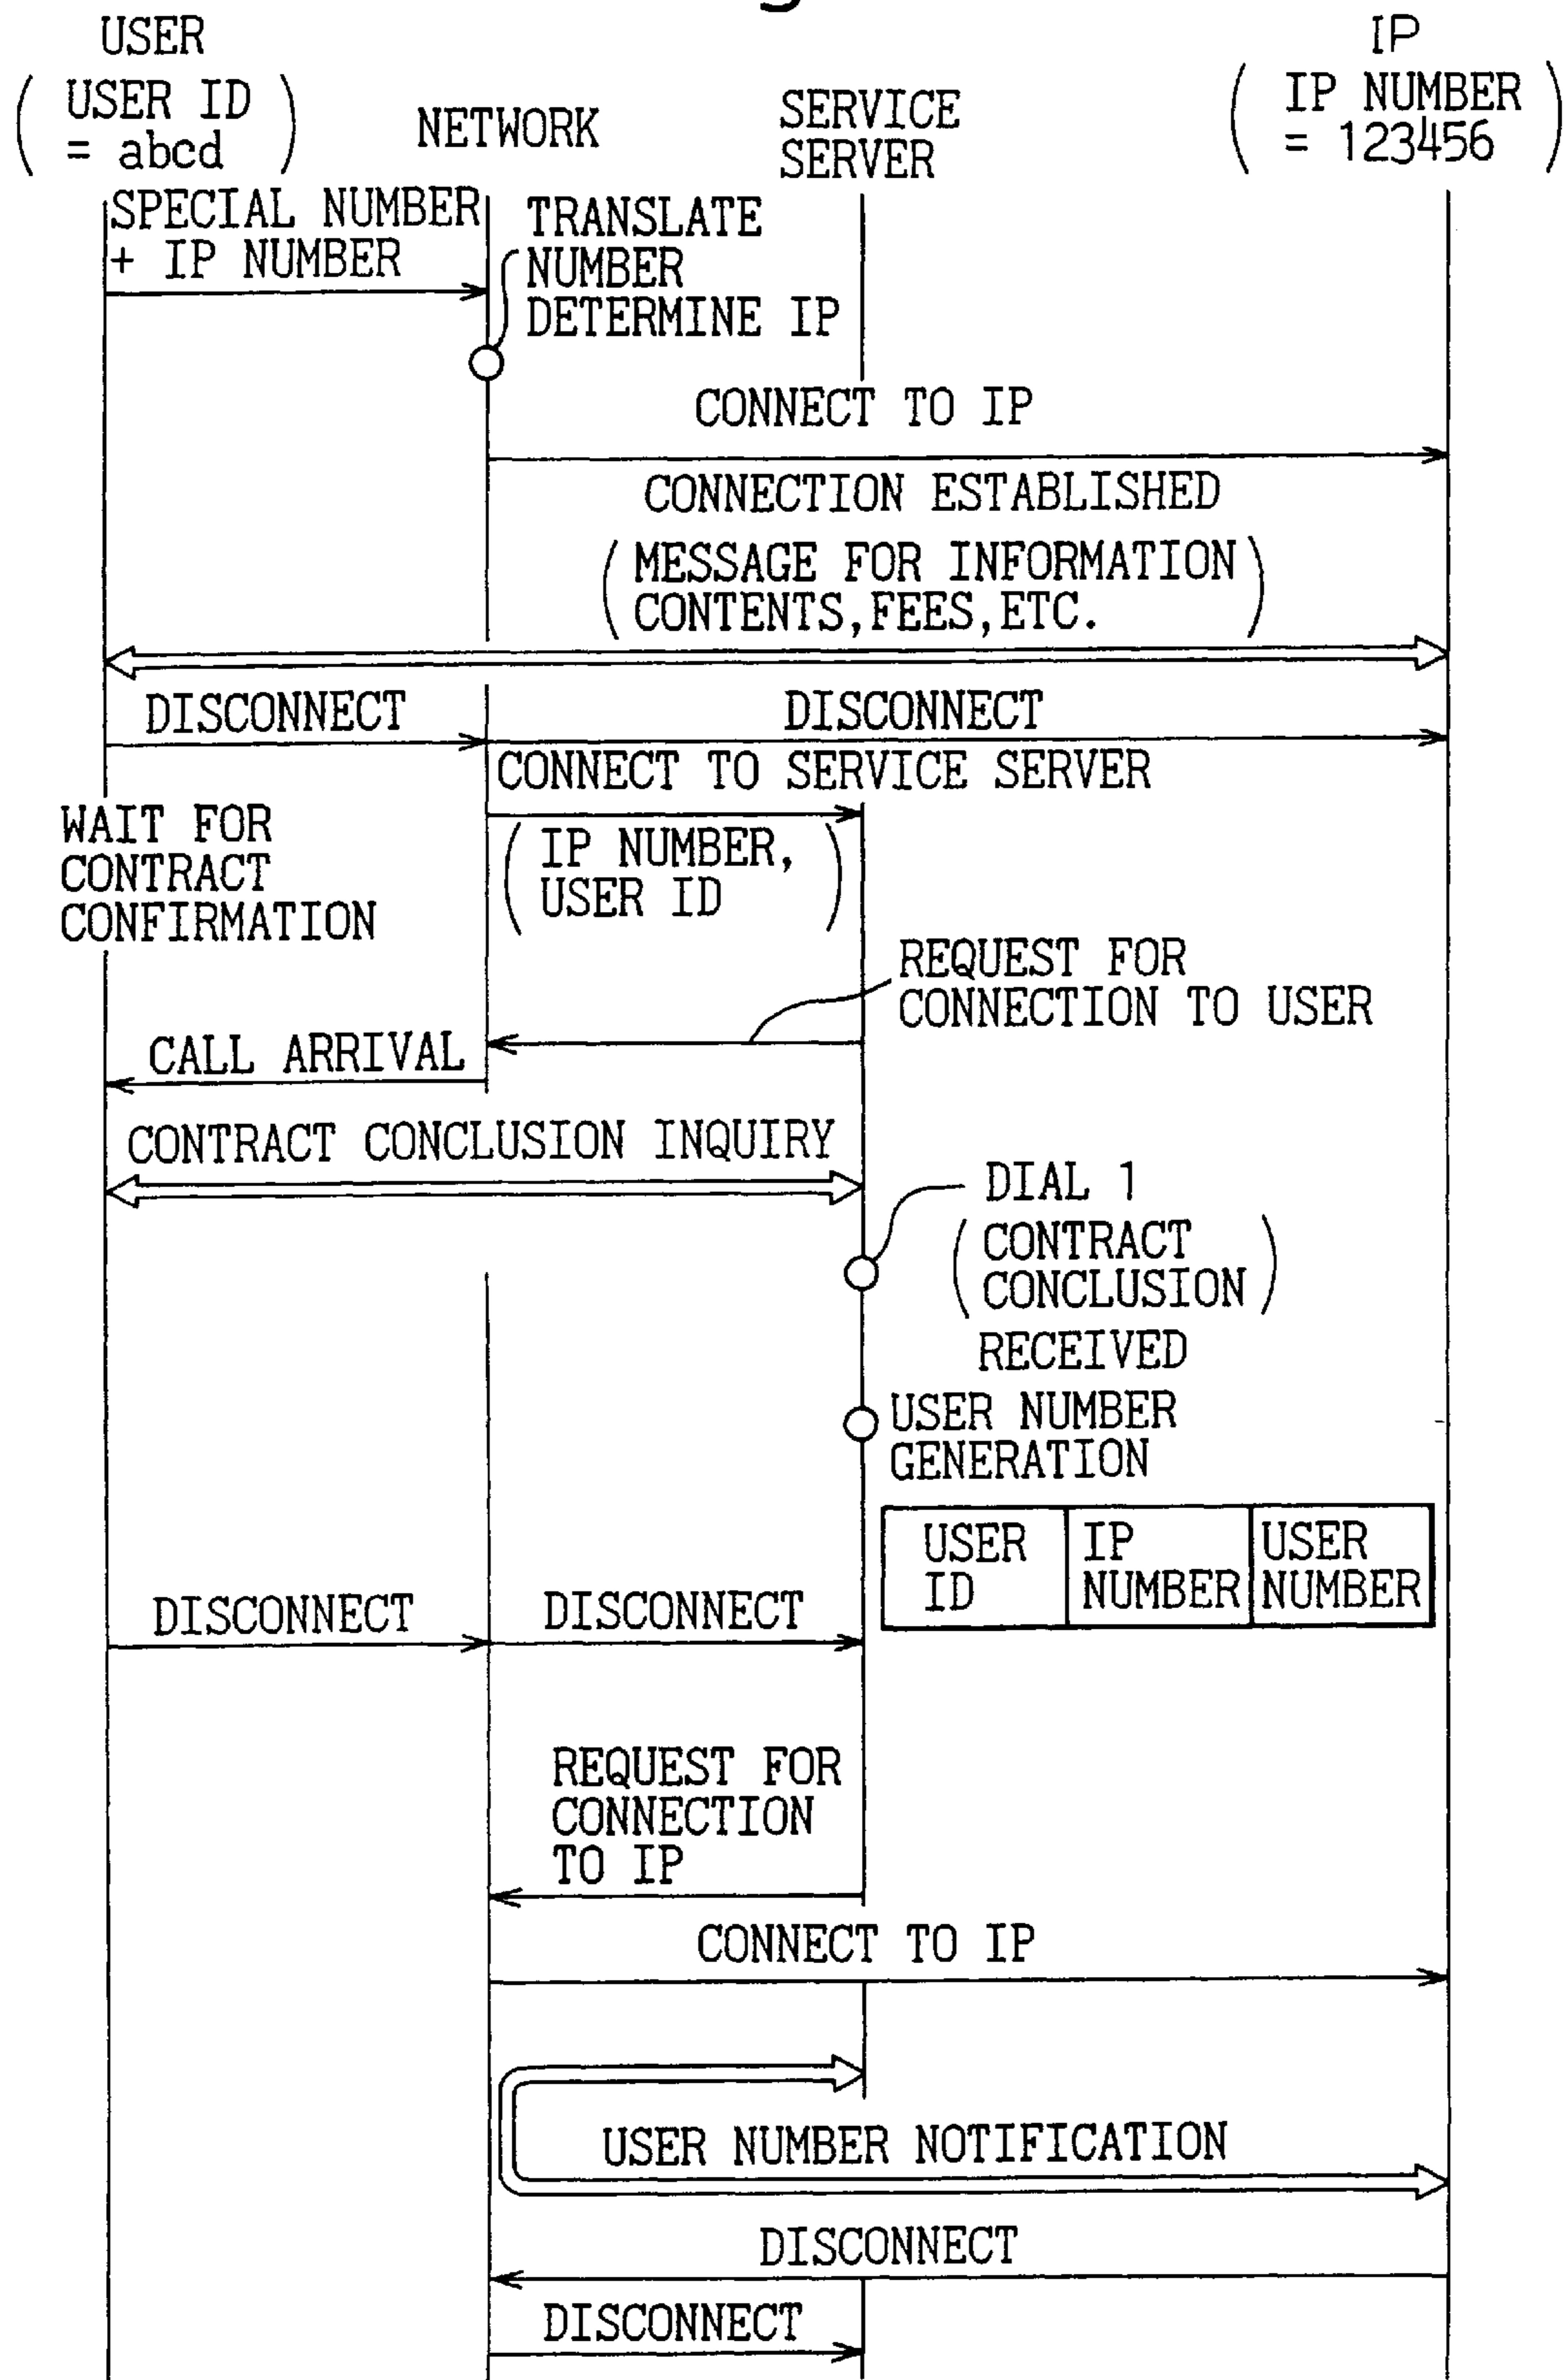 USER
( USER ID
= abcd )
NETWORK
SERVICE
SERVER
IP
( IP NUMBER
= 123456 )
SPECIAL NUMBER
+ IP NUMBER
TRANSLATE
NUMBER
DETERMINE IP
CONNECT TO IP
CONNECTION ESTABLISHED
( MESSAGE FOR INFORMATION
CONTENTS, FEES, ETC. )
DISCONNECT
DISCONNECT
CONNECT TO SERVICE SERVER
WAIT FOR
CONTRACT
CONFIRMATION
( IP NUMBER,
USER ID )
REQUEST FOR
CONNECTION TO USER
CALL ARRIVAL
CONTRACT CONCLUSION INQUIRY
DIAL 1
( CONTRACT
CONCLUSION )
RECEIVED
USER NUMBER
GENERATION
USER
ID
IP
NUMBER
USER
NUMBER
DISCONNECT
DISCONNECT
REQUEST FOR
CONNECTION
TO IP
CONNECT TO IP
USER NUMBER NOTIFICATION
DISCONNECT
DISCONNECT